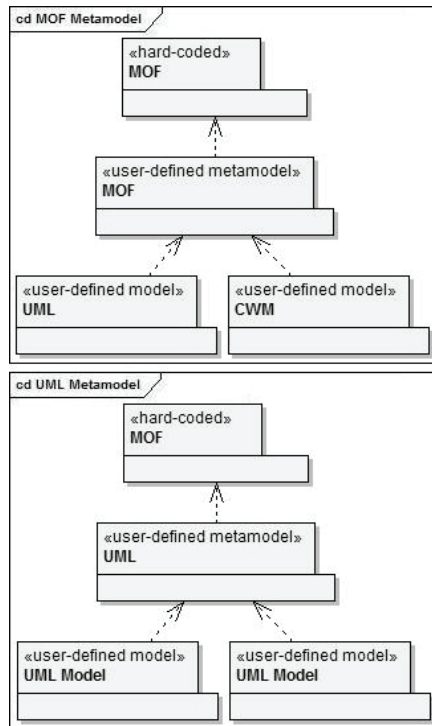 cd MOF Metamodel
«hard-coded»
MOF
«user-defined metamodel»
MOF
«user-defined model»
UML
«user-defined model»
CWM
cd UML Metamodel
«hard-coded»
MOF
«user-defined metamodel»
UML
«user-defined model»
UML Model
«user-defined model»
UML Model